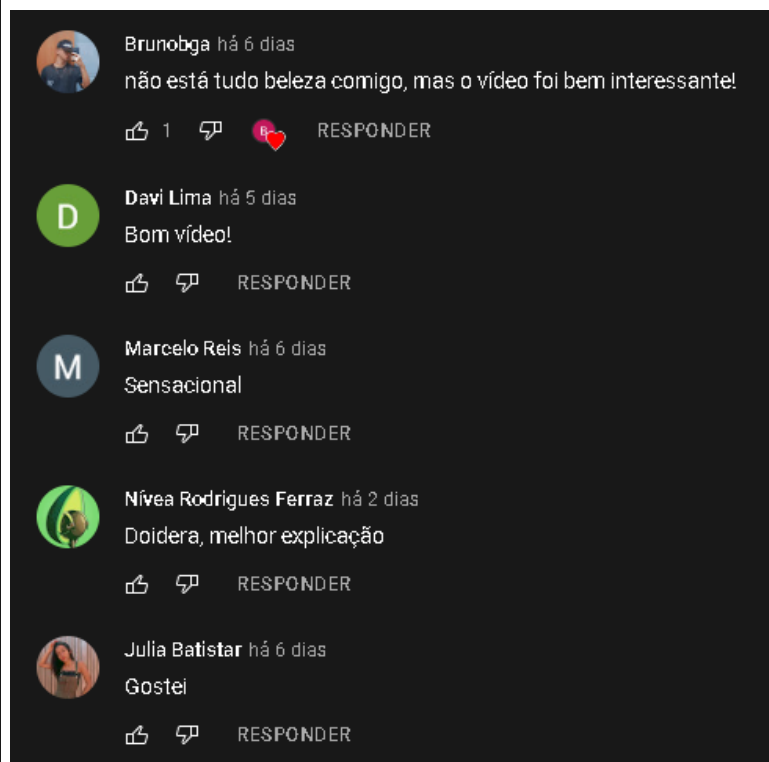 Brunobga há 6 dias
não está tudo beleza comigo, mas o vídeo foi bem interessante!
1 B RESPONDER
D
Davi Lima há 5 dias
Bom vídeo!
RESPONDER
M
Marcelo Reis há 6 dias
Sensacional
RESPONDER
Nívea Rodrigues Ferraz há 2 dias
Doidera, melhor explicação
RESPONDER
Julia Batistar há 6 dias
Gostei
RESPONDER